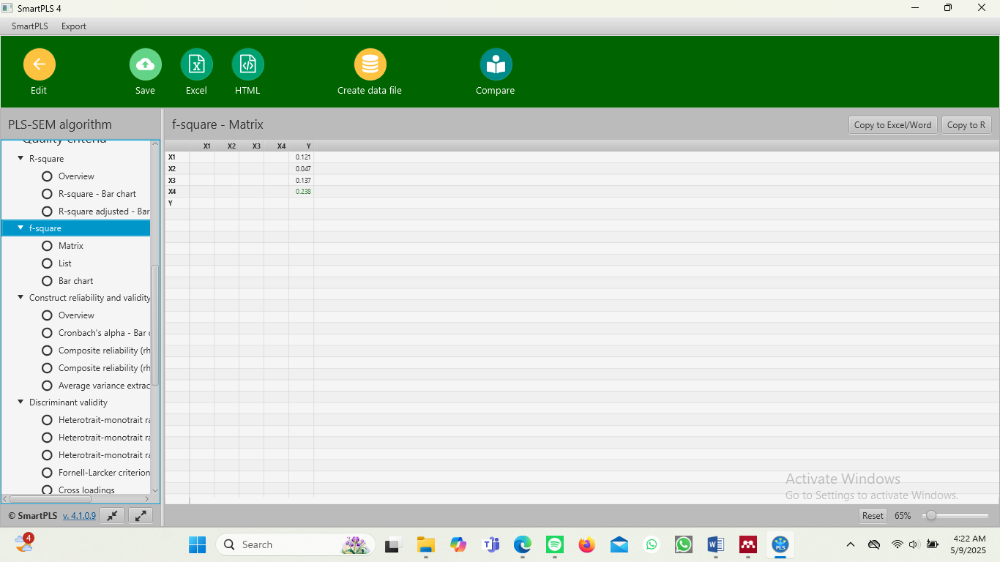 SmartPLS 4
SmartPLS Export
Edit Save Excel HTML Create data file Compare
PLS-SEM algorithm
Quality criteria
R-square
Overview
R-square - Bar chart
R-square adjusted - Bar
f-square
Matrix
List
Bar chart
Construct reliability and validity
Overview
Cronbach's alpha - Bar
Composite reliability (rh
Composite reliability (rh
Average variance extrac
Discriminant validity
Heterotrait-monotrait ra
Heterotrait-monotrait ra
Heterotrait-monotrait ra
Fornell-Larcker criterion
Cross loadings
© SmartPLS v. 4.1.0.9
f-square - Matrix
Copy to Excel/Word Copy to R
X1 X2 X3 X4 Y
X1 0.121
X2 0.047
X3 0.137
X4 0.238
Y
Activate Windows
Go to Settings to activate Windows.
Reset 65%
4
Search
PLS
4:22 AM
5/9/2025